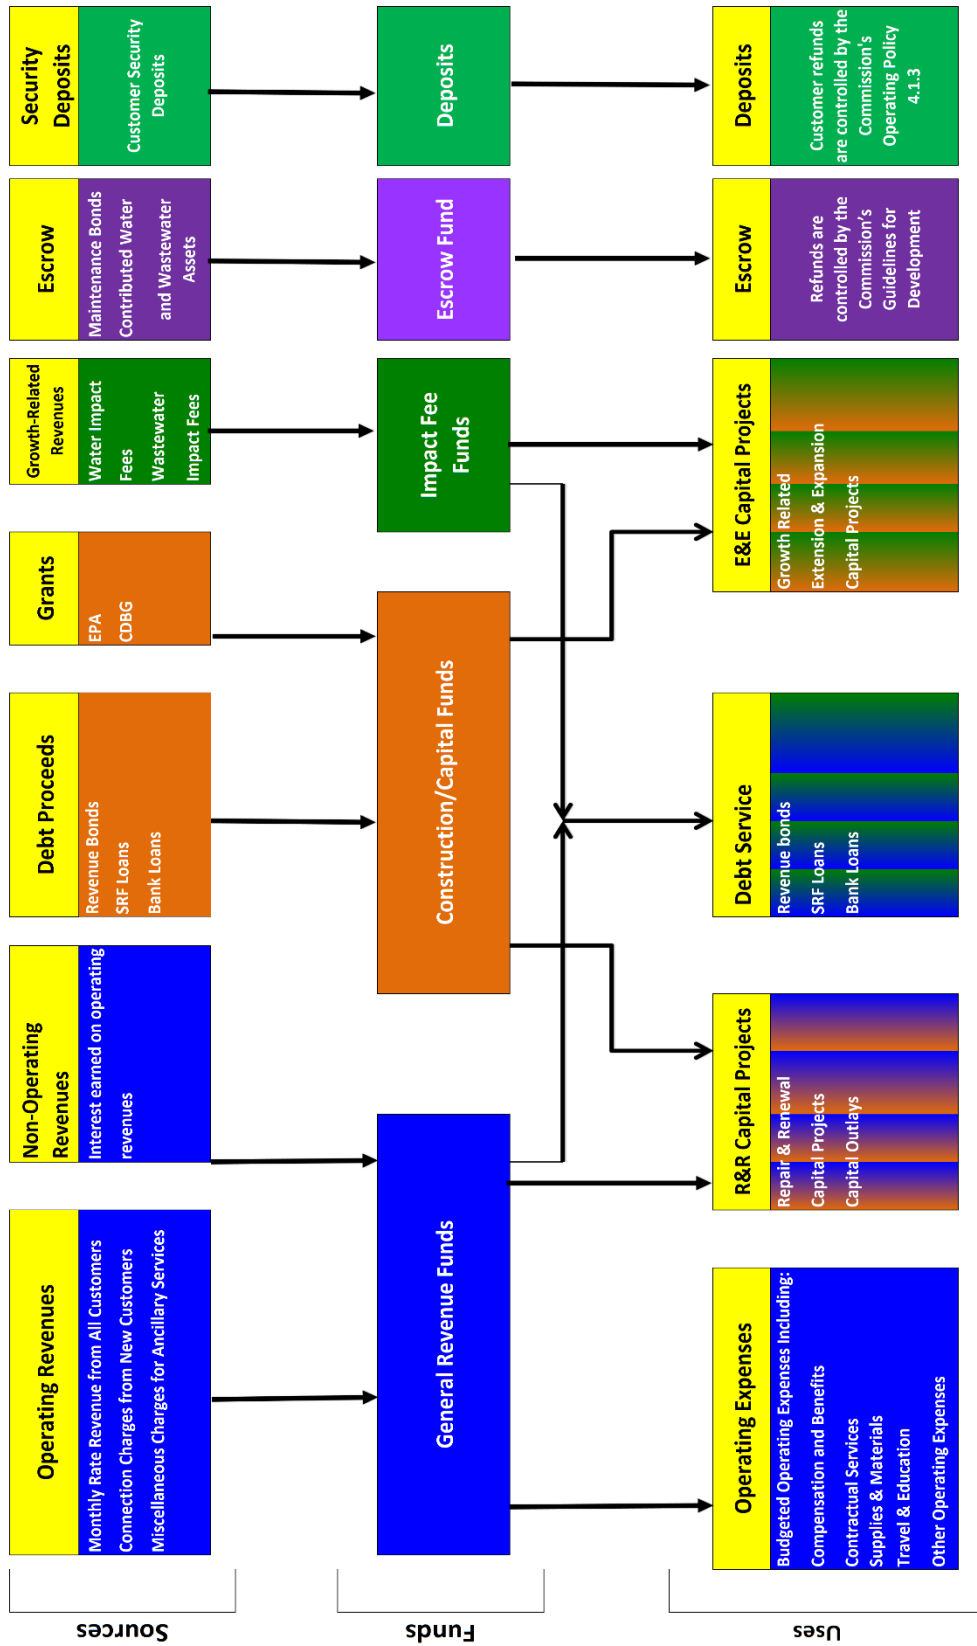 Sources
Operating Revenues
Monthly Rate Revenue from All Customers
Connection Charges from New Customers
Miscellaneous Charges for Ancillary Services
Non-Operating
Revenues
Interest earned on operating
revenues
Debt Proceeds
Revenue Bonds
SRF Loans
Bank Loans
Grants
EPA
CDBG
Growth-Related
Revenues
Water Impact
Fees
Wastewater
Impact Fees
Escrow
Maintenance Bonds
Contributed Water
and Wastewater
Assets
Security
Deposits
Customer Security
Deposits
Funds
General Revenue Funds
Construction/Capital Funds
Impact Fee
Funds
Escrow Fund
Deposits
Uses
Operating Expenses
Budgeted Operating Expenses Including:
Compensation and Benefits
Contractual Services
Supplies & Materials
Travel & Education
Other Operating Expenses
R&R Capital Projects
Repair & Renewal
Capital Projects
Capital Outlays
Debt Service
Revenue bonds
SRF Loans
Bank Loans
E&E Capital Projects
Growth Related
Extension & Expansion
Capital Projects
Escrow
Refunds are
controlled by the
Commission's
Guidelines for
Development
Deposits
Customer refunds
are controlled by the
Commission's
Operating Policy
4.1.3